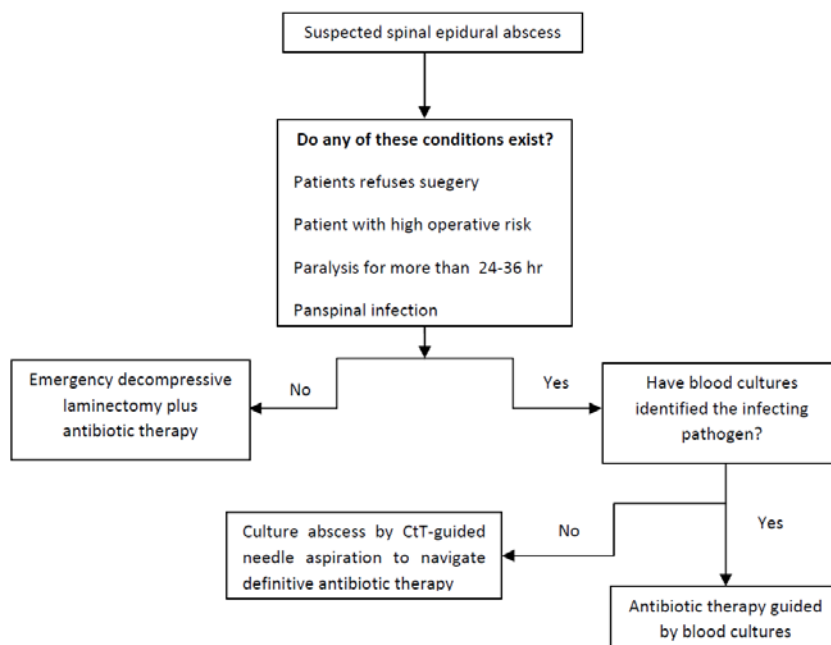 Suspected spinal epidural abscess
Do any of these conditions exist?
Patients refuses suegery
Patient with high operative risk
Paralysis for more than 24-36 hr
Panspinal infection
Emergency decompressive
laminectomy plus
antibiotic therapy
No
Yes
Have blood cultures
identified the infecting
pathogen?
Culture abscess by CtT-guided
needle aspiration to navigate
definitive antibiotic therapy
No
Yes
Antibiotic therapy guided
by blood cultures